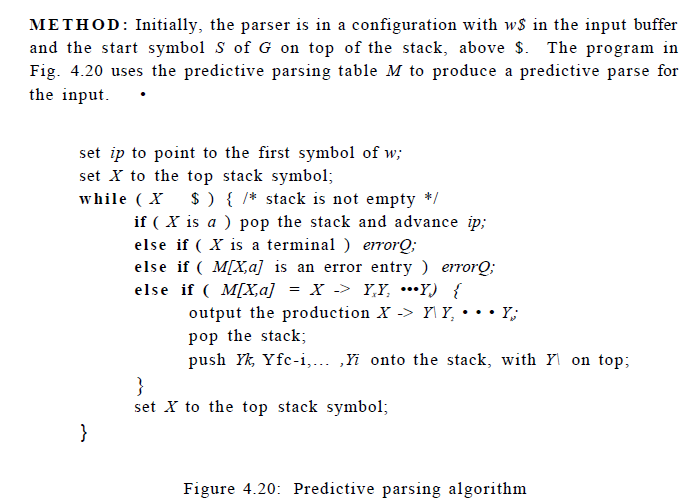 METHOD: Initially, the parser is in a configuration with w$ in the input buffer
and the start symbol S of G on top of the stack, above $. The program in
Fig. 4.20 uses the predictive parsing table M to produce a predictive parse for
the input. •
set ip to point to the first symbol of w;
set X to the top stack symbol;
while ( X $ ) { /* stack is not empty */
if ( X is a ) pop the stack and advance ip;
else if ( X is a terminal ) errorQ;
else if ( M[X,a] is an error entry ) errorQ;
else if ( M[X,a] = X -> Y,Y, •••Y,) {
output the production X -> Y\ Y, • • • Y,;
pop the stack;
push Yk, Yfc-i,... ,Yi onto the stack, with Y\ on top;
}
set X to the top stack symbol;
}
Figure 4.20: Predictive parsing algorithm